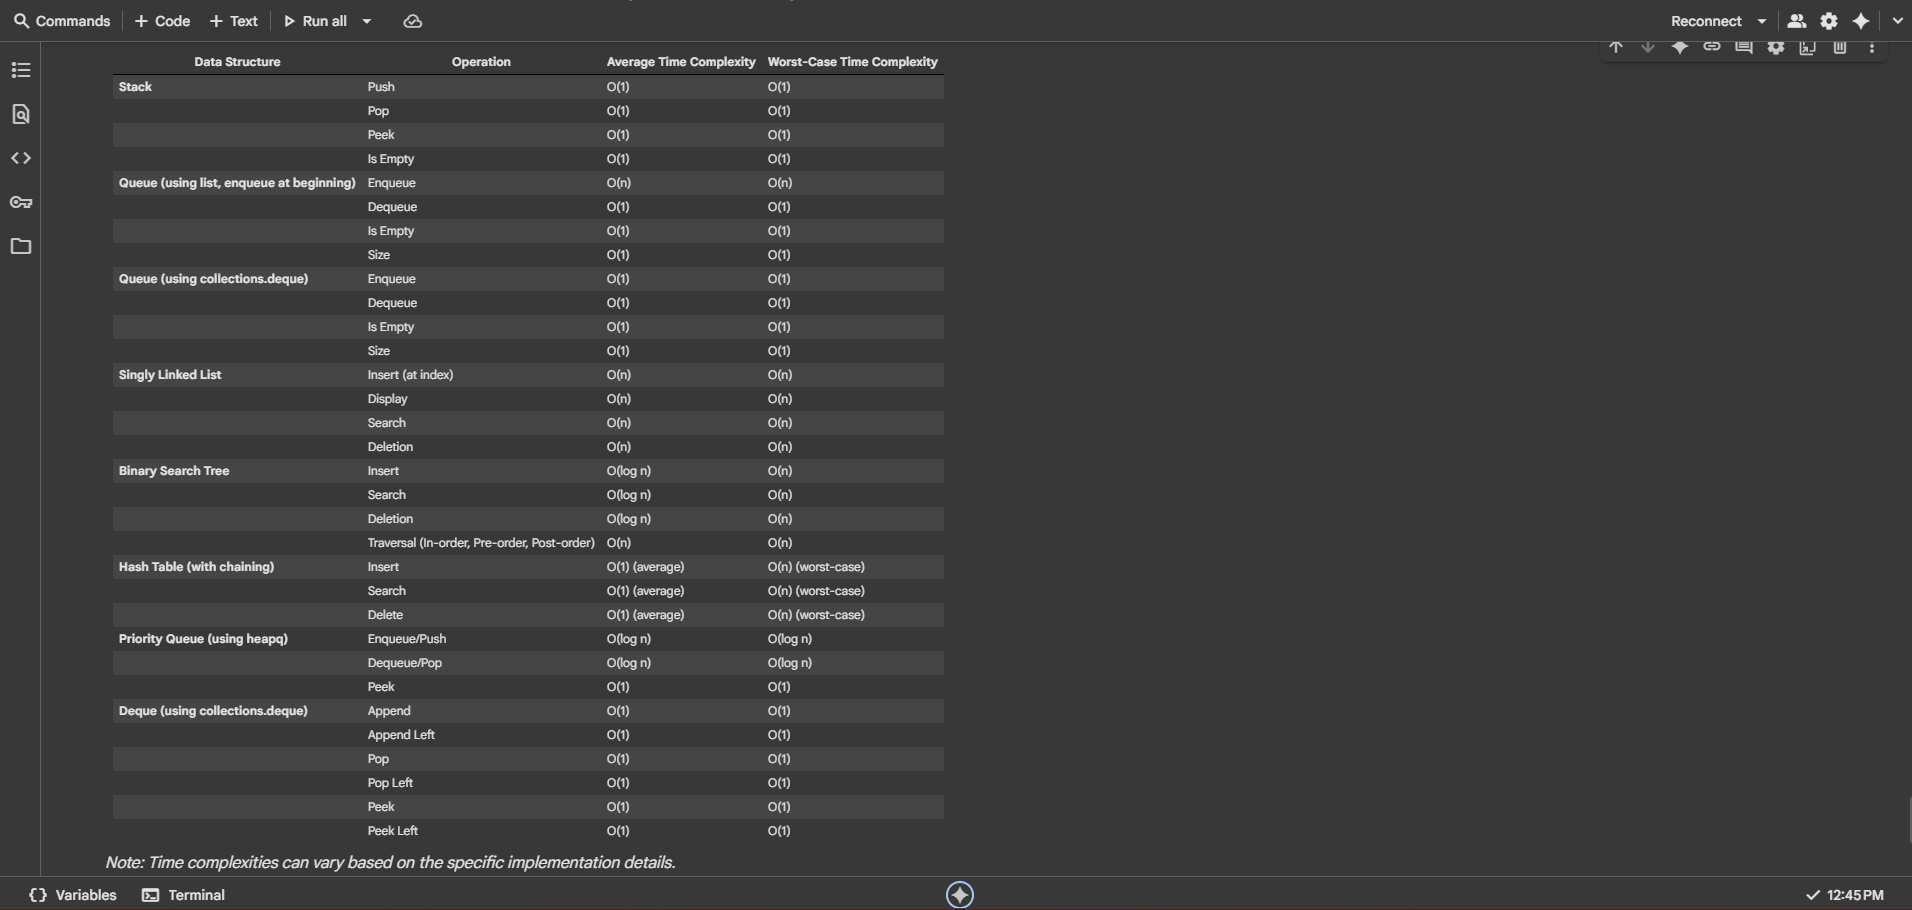 Commands + Code + Text Run all Reconnect
Data Structure Operation Average Time Complexity Worst-Case Time Complexity
Stack Push O(1) O(1)
Pop O(1) O(1)
Peek O(1) O(1)
Is Empty O(1) O(1)
Queue (using list, enqueue at beginning) Enqueue O(n) O(n)
Dequeue O(1) O(1)
Is Empty O(1) O(1)
Size O(1) O(1)
Queue (using collections.deque) Enqueue O(1) O(1)
Dequeue O(1) O(1)
Is Empty O(1) O(1)
Size O(1) O(1)
Singly Linked List Insert (at index) O(n) O(n)
Display O(n) O(n)
Search O(n) O(n)
Deletion O(n) O(n)
Binary Search Tree Insert O(log n) O(n)
Search O(log n) O(n)
Deletion O(log n) O(n)
Traversal (In-order, Pre-order, Post-order) O(n) O(n)
Hash Table (with chaining) Insert O(1) (average) O(n) (worst-case)
Search O(1) (average) O(n) (worst-case)
Delete O(1) (average) O(n) (worst-case)
Priority Queue (using heapq) Enqueue/Push O(log n) O(log n)
Dequeue/Pop O(log n) O(log n)
Peek O(1) O(1)
Deque (using collections.deque) Append O(1) O(1)
Append Left O(1) O(1)
Pop O(1) O(1)
Pop Left O(1) O(1)
Peek O(1) O(1)
Peek Left O(1) O(1)
Note: Time complexities can vary based on the specific implementation details.
Variables Terminal 12:45 PM